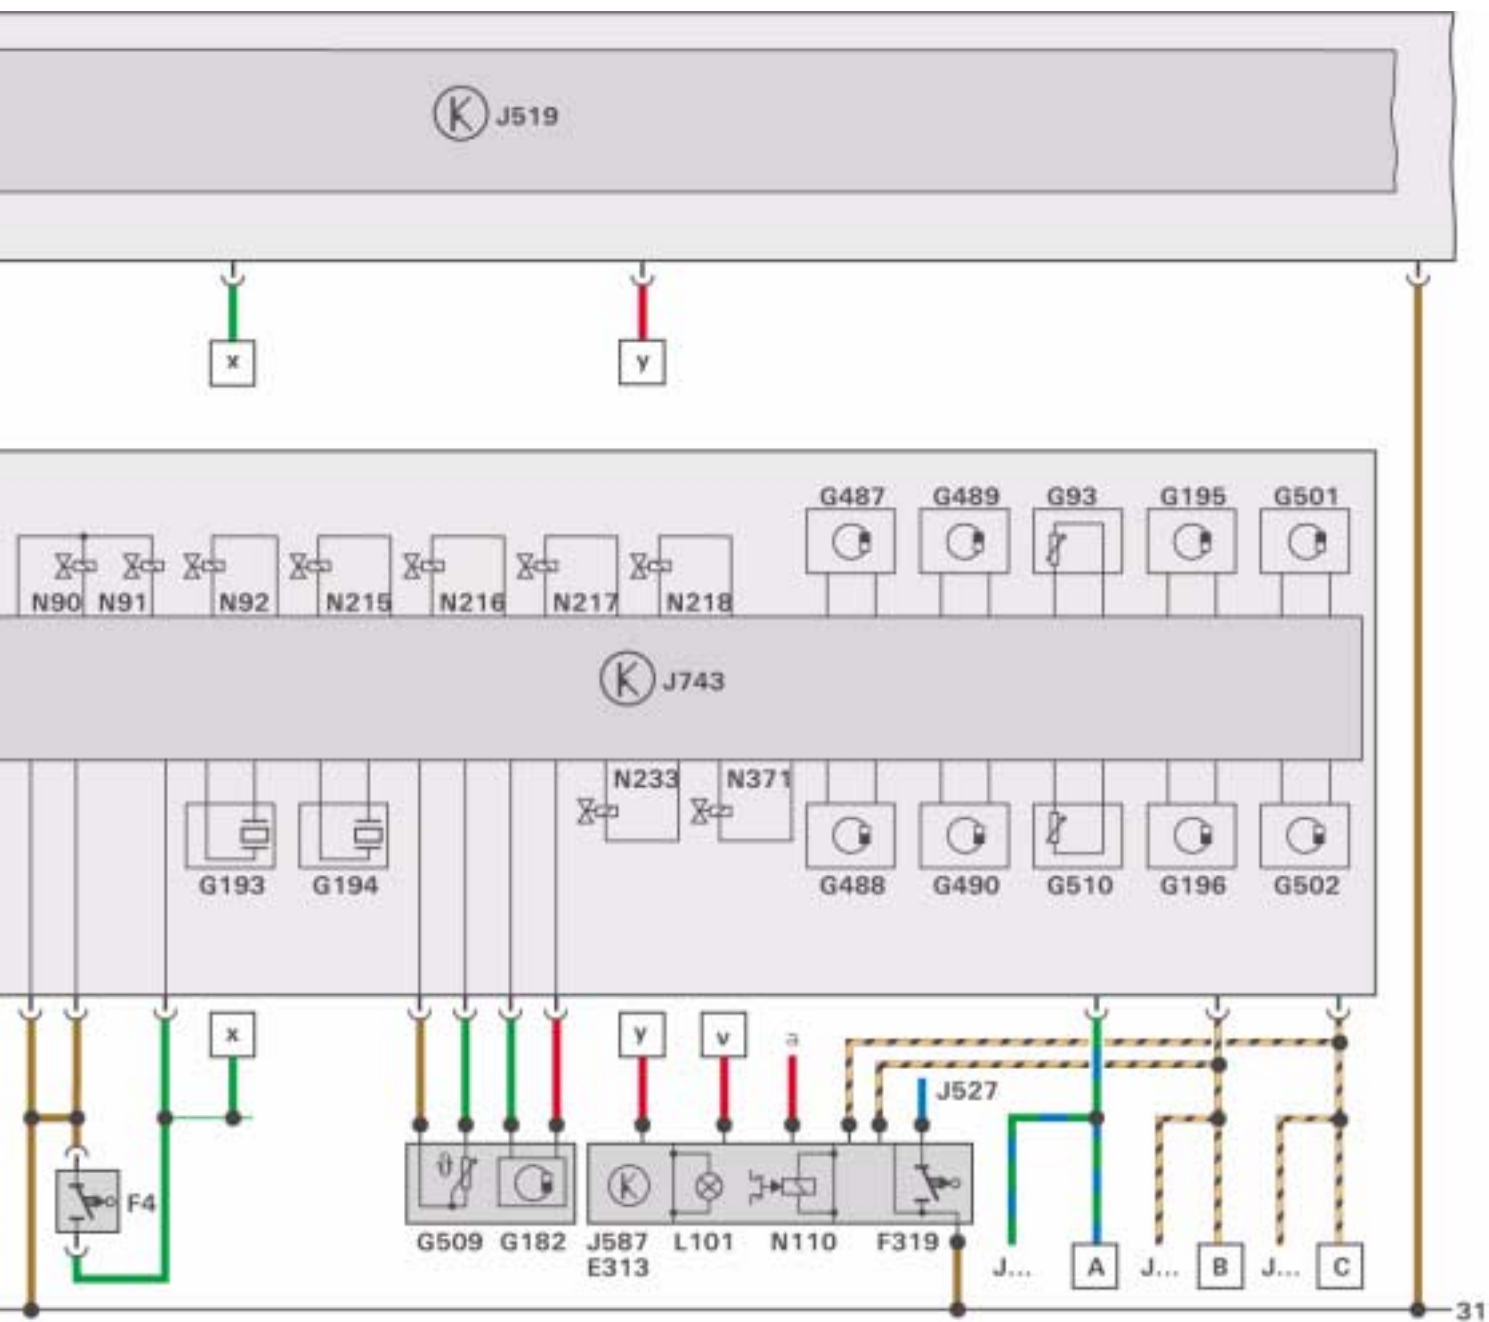 J519
x y
G487 G489 G93 G195 G501
N90 N91 N92 N215 N216 N217 N218
J743
N233 N371
G193 G194 G488 G490 G510 G196 G502
x y v a
J527
F4
G509 G182 J587 L101 N110 F319
E313
J... A J... B J... C
31